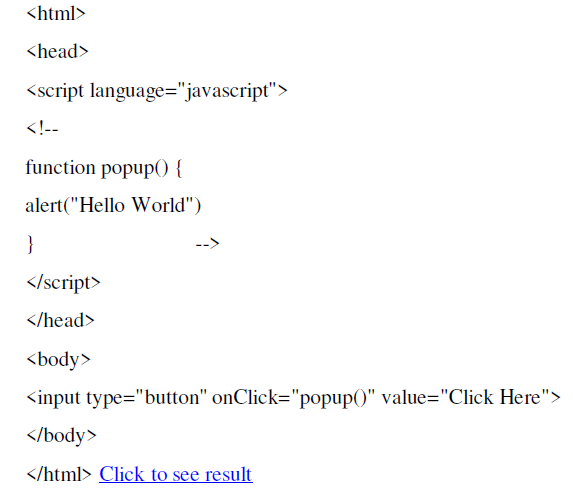 <html>
<head>
<script language="javascript">
<!--
function popup() {
alert("Hello World")
} -->
</script>
</head>
<body>
<input type="button" onClick="popup()" value="Click Here">
</body>
</html> Click to see result